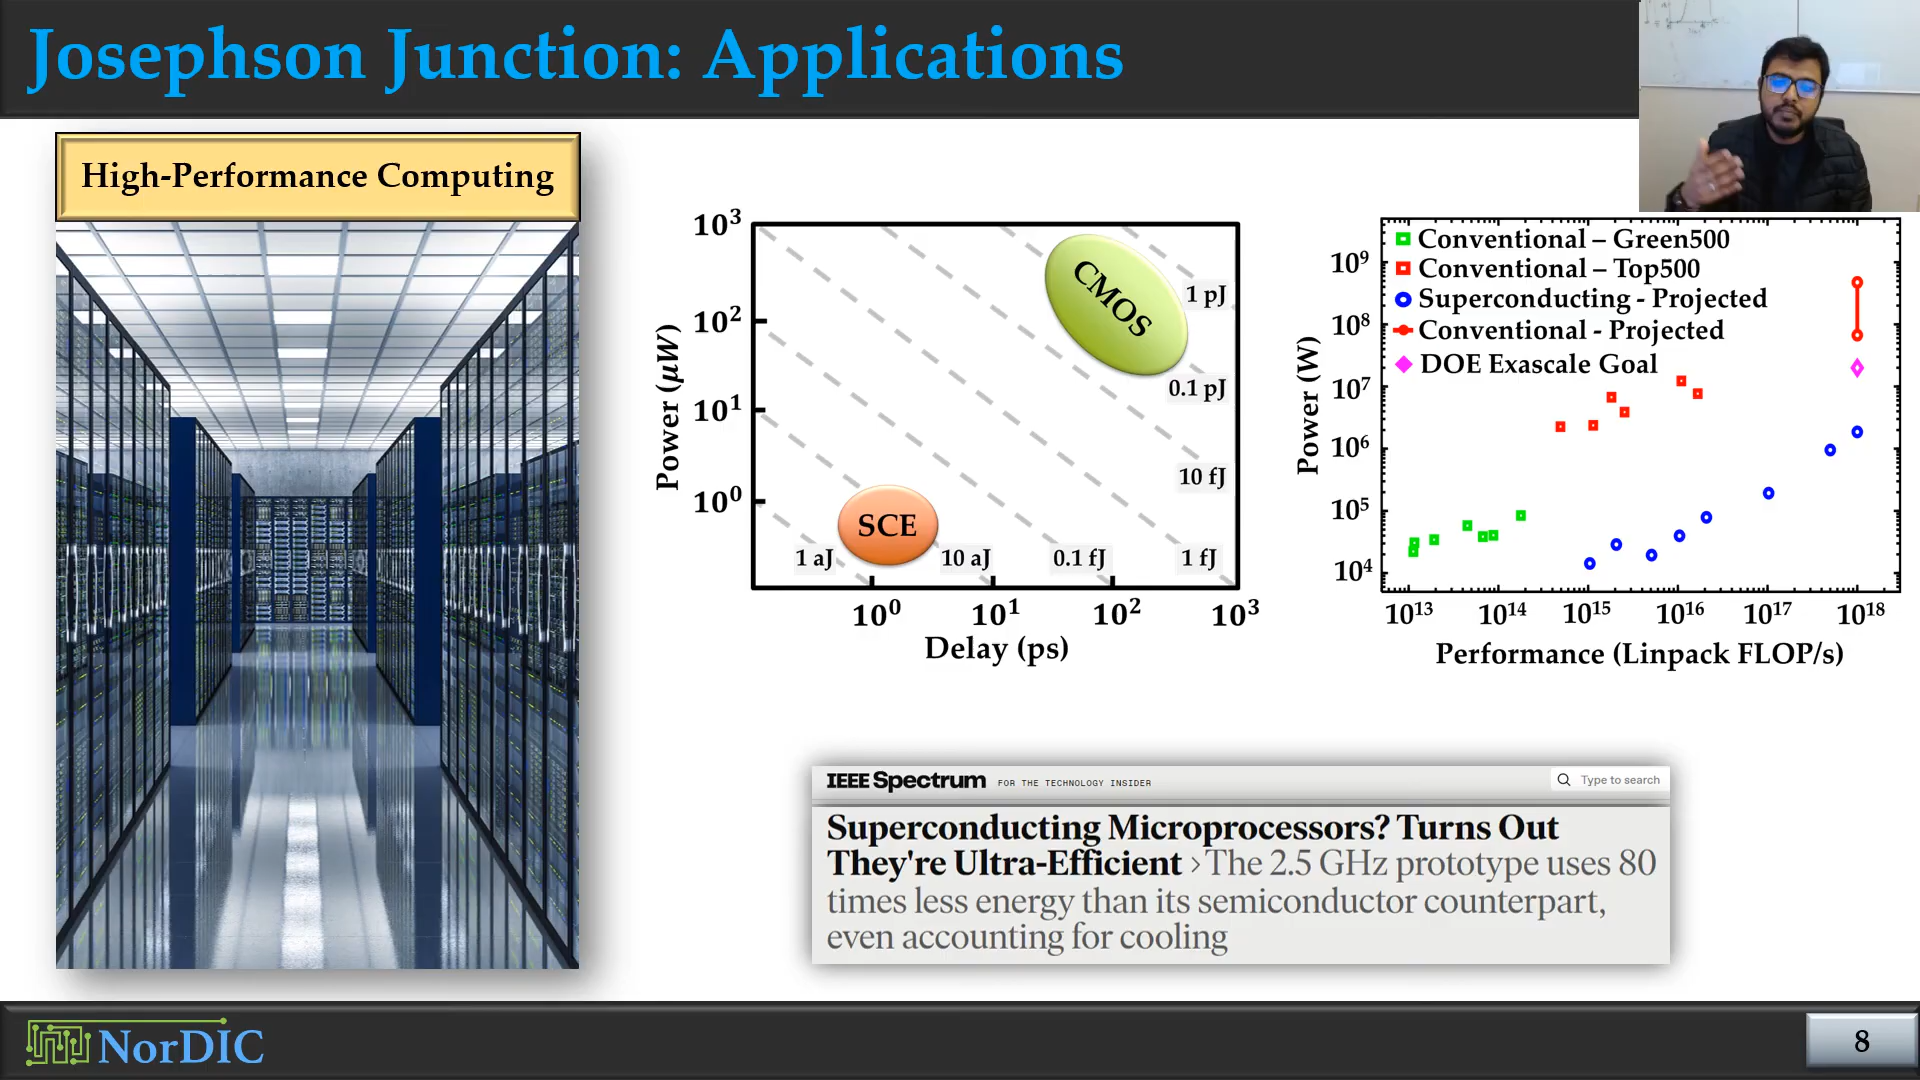 Josephson Junction: Applications
High-Performance Computing
10³
10²
10¹
10⁰
Power (µW)
CMOS
SCE
1 pJ
0.1 pJ
10 fJ
1 aJ
10 aJ
0.1 fJ
1 fJ
10⁰
10¹
10²
10³
Delay (ps)
Conventional – Green500
Conventional – Top500
Superconducting - Projected
Conventional - Projected
DOE Exascale Goal
10⁹
10⁸
10⁷
10⁶
10⁵
10⁴
Power (W)
10¹³
10¹⁴
10¹⁵
10¹⁶
10¹⁷
10¹⁸
Performance (Linpack FLOP/s)
IEEE Spectrum FOR THE TECHNOLOGY INSIDER
Type to search
Superconducting Microprocessors? Turns Out
They're Ultra-Efficient › The 2.5 GHz prototype uses 80
times less energy than its semiconductor counterpart,
even accounting for cooling
NorDIC
8